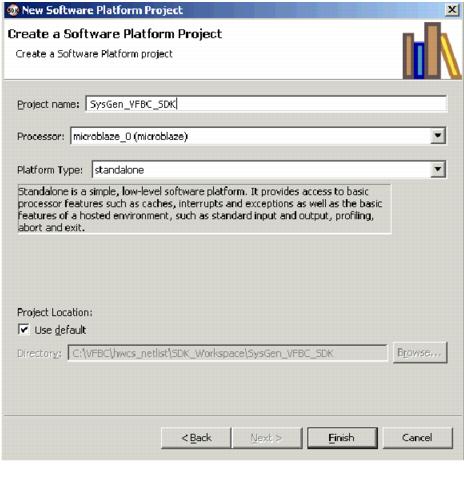 New Software Platform Project
Create a Software Platform Project
Create a Software Platform project
Project name: SysGen_VFBC_SDK
Processor: microblaze_0 (microblaze)
Platform Type: standalone
Standalone is a simple, low-level software platform. It provides access to basic
processor features such as caches, interrupts and exceptions as well as the basic
features of a hosted environment, such as standard input and output, profiling,
abort and exit.
Project Location:
Use default
Directory: C:\VFBC\hwcs_netlist\SDK_Workspace\SysGen_VFBC_SDK Browse...
< Back Next > Finish Cancel